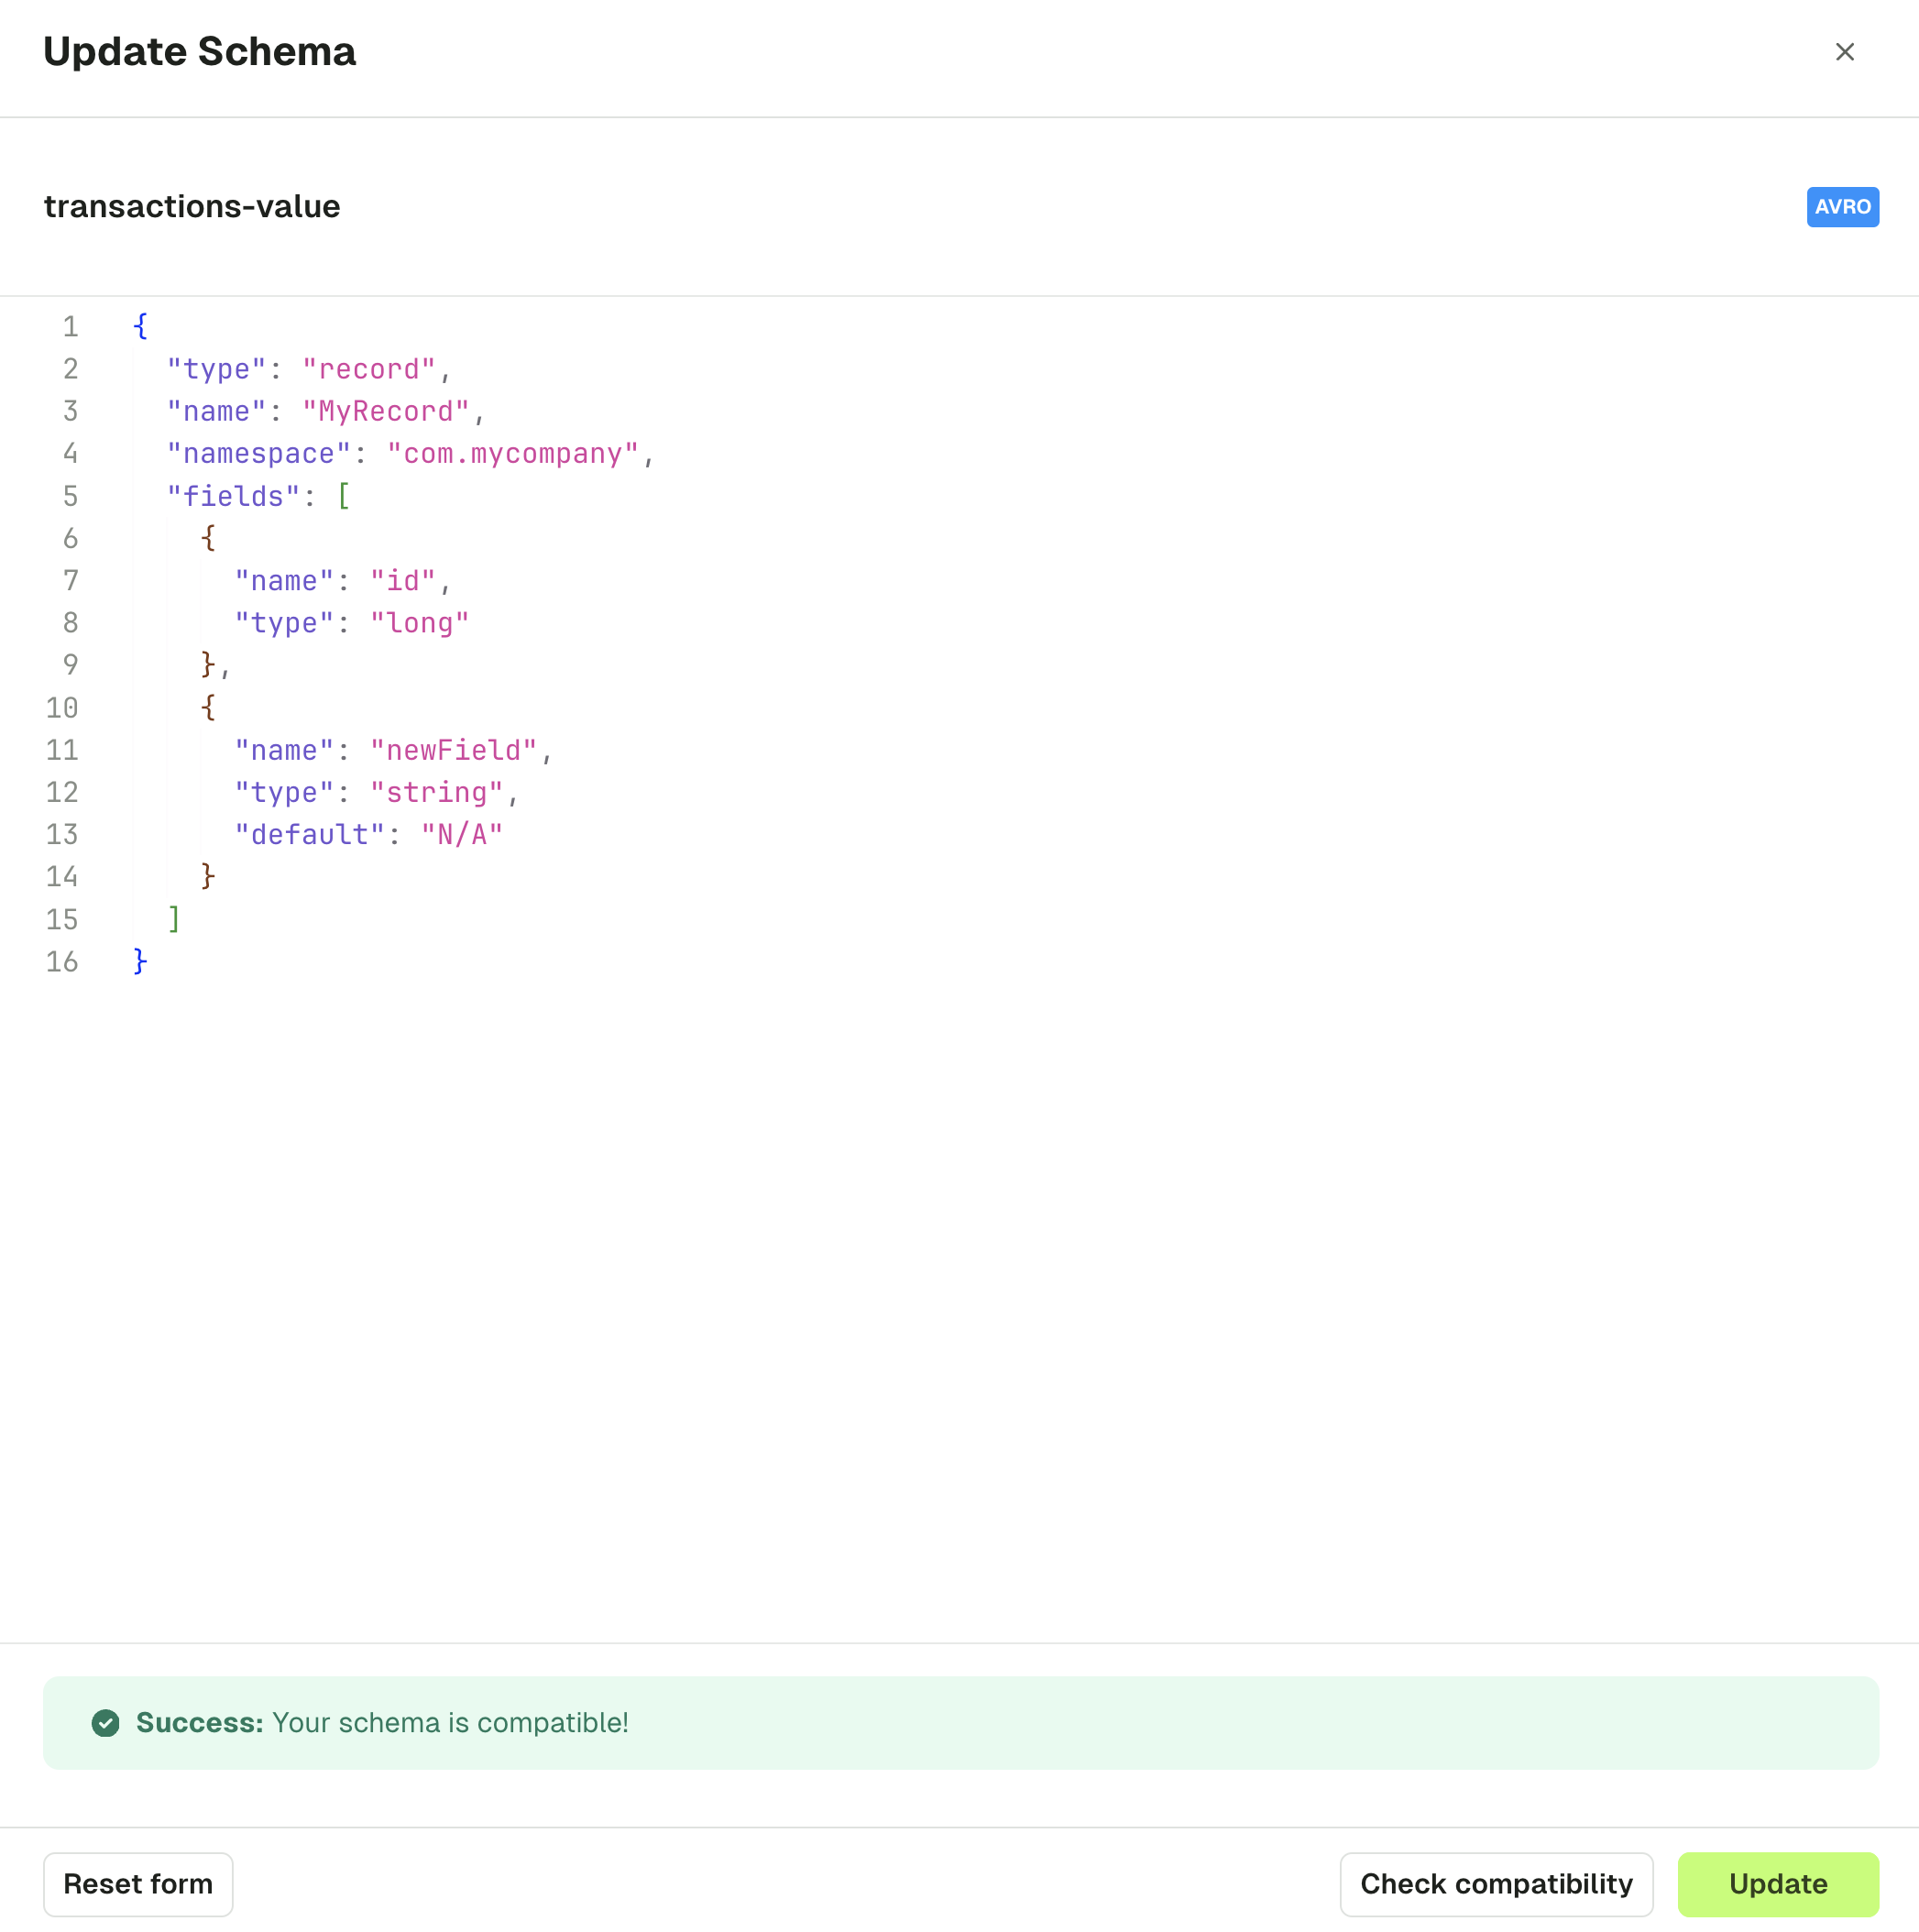 Update Schema
transactions-value
AVRO
1 {
2   "type": "record",
3   "name": "MyRecord",
4   "namespace": "com.mycompany",
5   "fields": [
6     {
7       "name": "id",
8       "type": "long"
9     },
10     {
11       "name": "newField",
12       "type": "string",
13       "default": "N/A"
14     }
15   ]
16 }
Success: Your schema is compatible!
Reset form
Check compatibility
Update